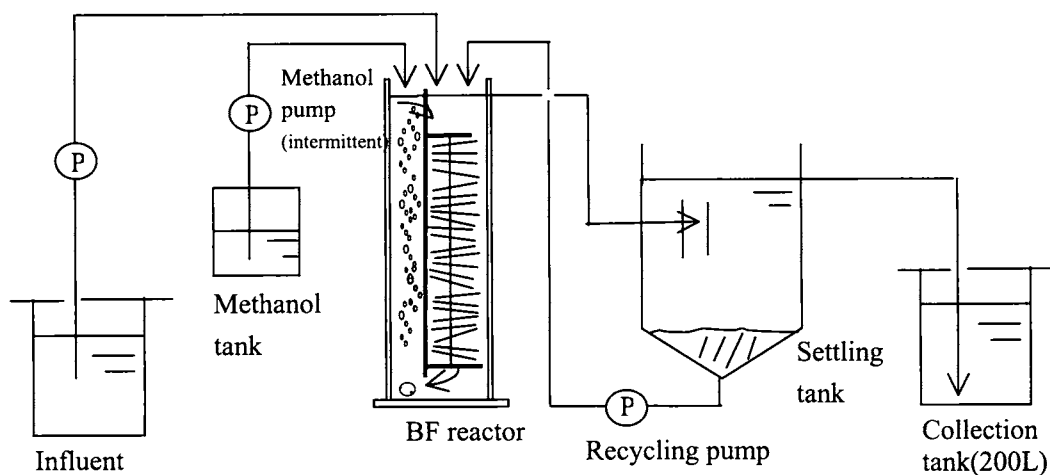 Methanol
pump
(intermittent)
P
P
Methanol
tank
Influent
BF reactor
P
Recycling pump
Settling
tank
Collection
tank(200L)